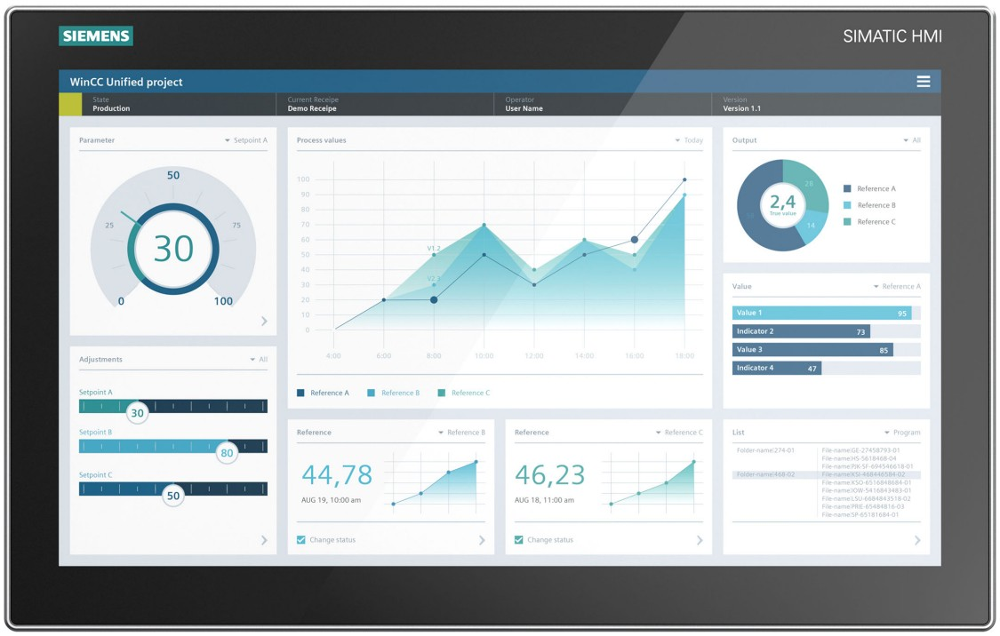 SIEMENS
SIMATIC HMI
WinCC Unified project
State
Production
Current Receipe
Demo Receipe
Operator
User Name
Version
Version 1.1
Parameter
Setpoint A
50
25
75
30
0
100
Adjustments
All
Setpoint A
30
Setpoint B
80
Setpoint C
50
Process values
Today
100
90
80
70
60
50
40
30
20
10
0
V1.2
V2.3
4:00 6:00 8:00 10:00 12:00 14:00 16:00 18:00
Reference A Reference B Reference C
Reference
Reference B
44,78
AUG 19, 10:00 am
Change status
Reference
Reference C
46,23
AUG 18, 11:00 am
Change status
Output
All
28
14
2,4
True value
Reference A
Reference B
Reference C
Value
Reference A
Value 1 95
Indicator 2 73
Value 3 85
Indicator 4 47
List
Program
Folder-name\274-01
File-name\GE-27458793-01
File-name\HS-5618468-04
File-name\PJK-SF-694546618-01
Folder-name\468-02
File-name\KSI-468446584-02
File-name\KSO-6516848684-01
File-name\IOW-5416843483-01
File-name\LSU-6684843518-02
File-name\PRIE-65484816-03
File-name\SP-65181684-01